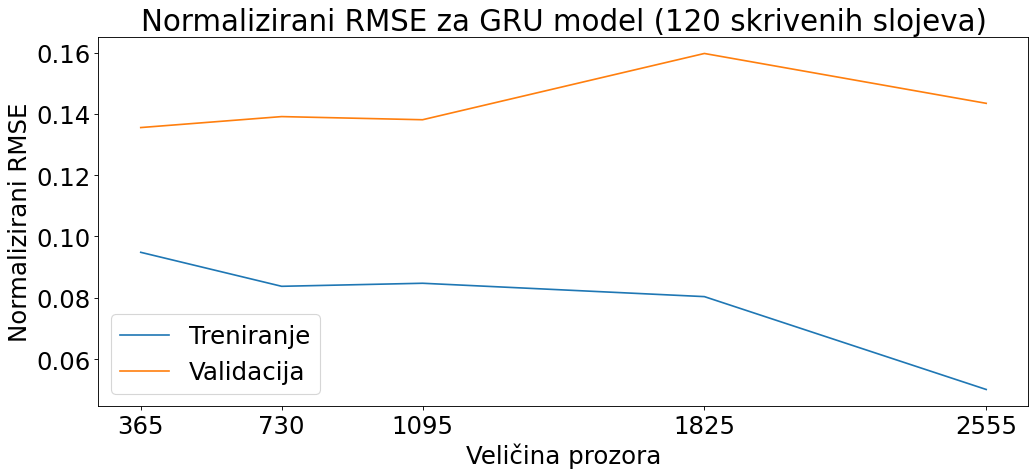 Normalizirani RMSE za GRU model (120 skrivenih slojeva)
Normalizirani RMSE
0.16
0.14
0.12
0.10
0.08
0.06
Treniranje
Validacija
365 730 1095 1825 2555
Veličina prozora